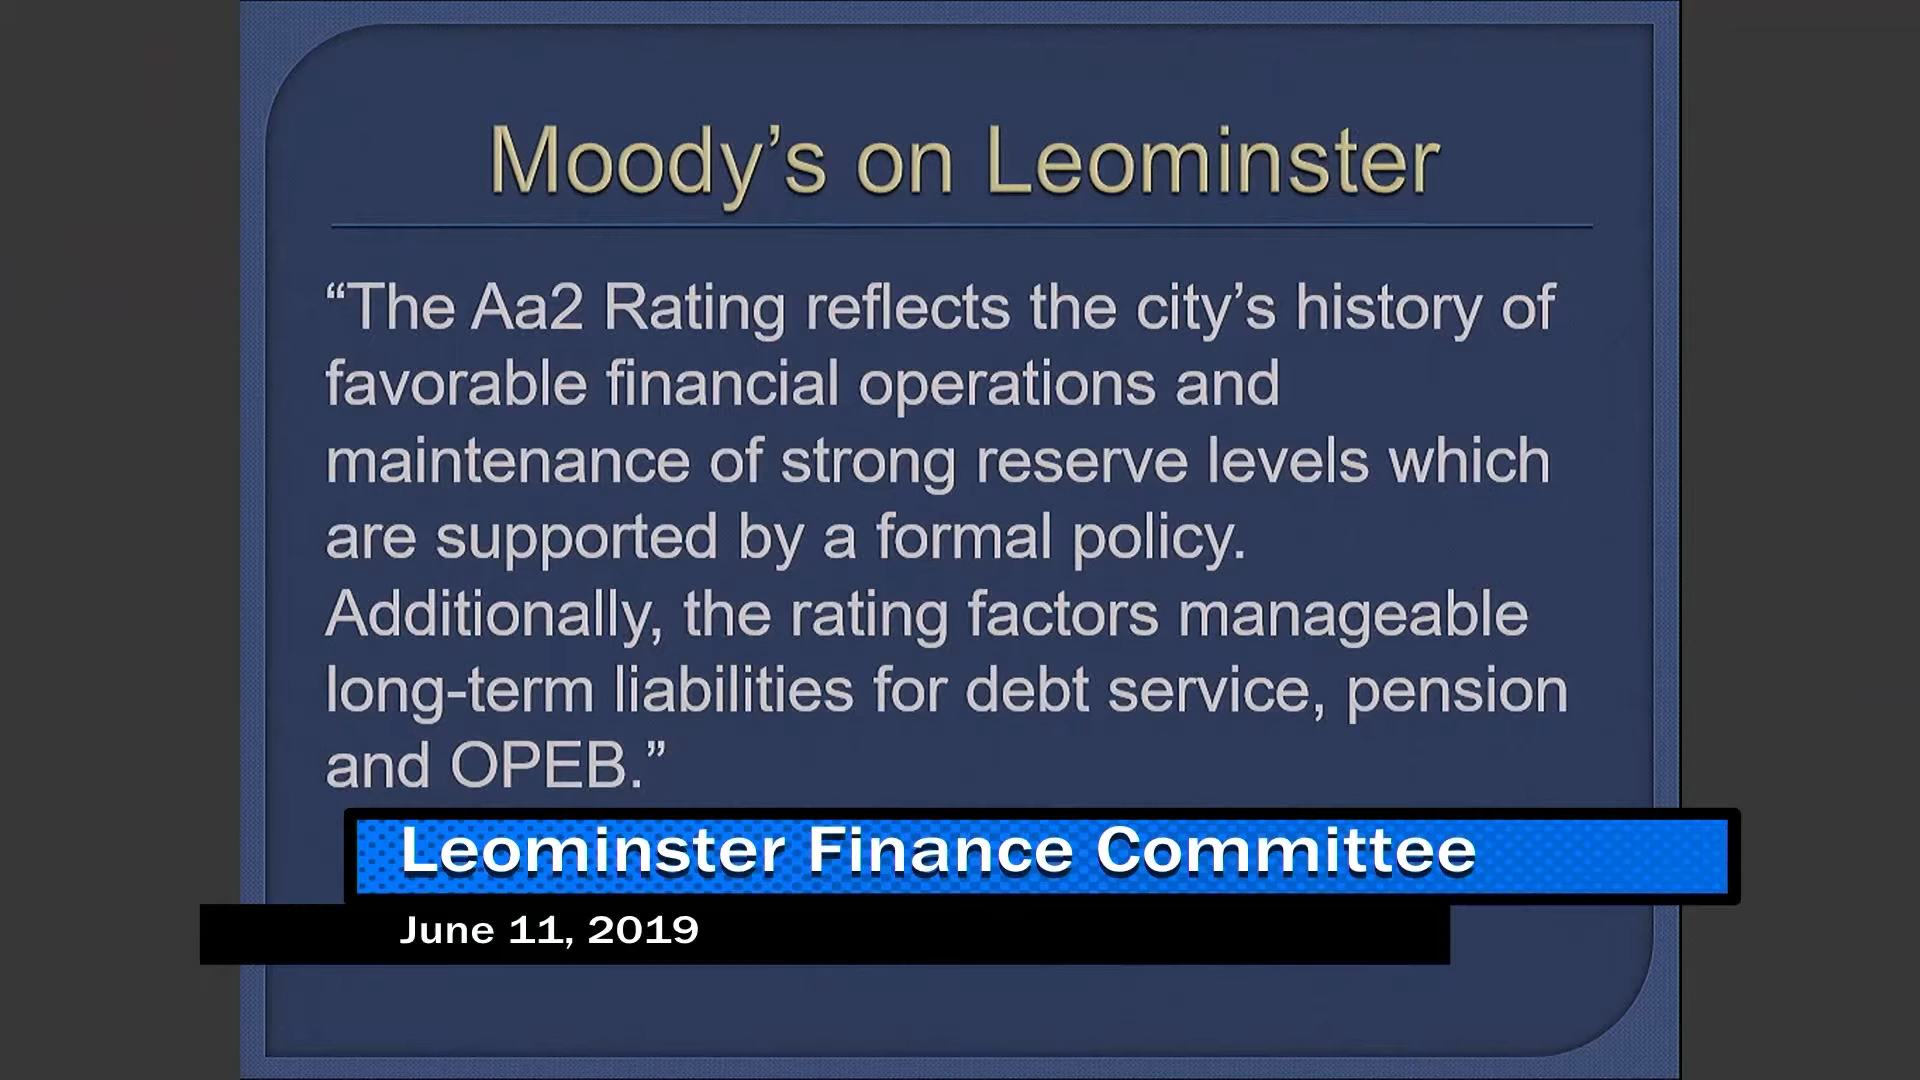 Moody’s on Leominster
“The Aa2 Rating reflects the city’s history of
favorable financial operations and
maintenance of strong reserve levels which
are supported by a formal policy.
Additionally, the rating factors manageable
long-term liabilities for debt service, pension
and OPEB.”
Leominster Finance Committee
June 11, 2019